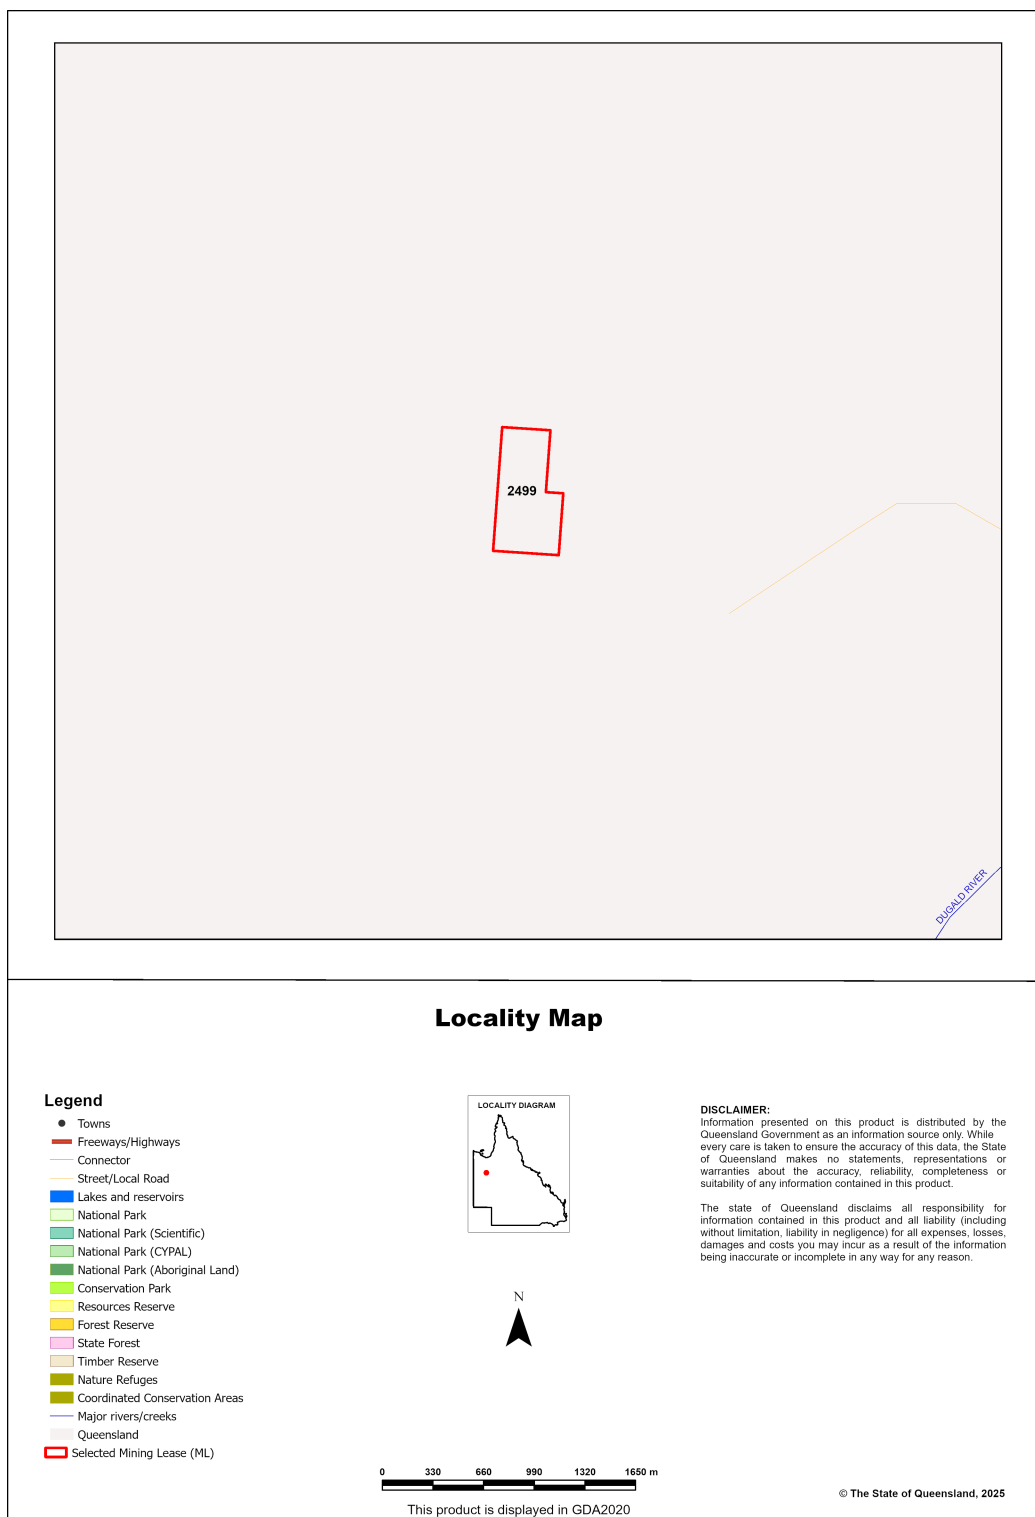 2499
DUGALD RIVER
Locality Map
Legend
Towns
Freeways/Highways
Connector
Street/Local Road
Lakes and reservoirs
National Park
National Park (Scientific)
National Park (CYPAL)
National Park (Aboriginal Land)
Conservation Park
Resources Reserve
Forest Reserve
State Forest
Timber Reserve
Nature Refuges
Coordinated Conservation Areas
Major rivers/creeks
Queensland
Selected Mining Lease (ML)
LOCALITY DIAGRAM
N
0 330 660 990 1320 1650 m
This product is displayed in GDA2020
DISCLAIMER:
Information presented on this product is distributed by the
Queensland Government as an information source only. While
every care is taken to ensure the accuracy of this data, the State
of Queensland makes no statements, representations or
warranties about the accuracy, reliability, completeness or
suitability of any information contained in this product.
The state of Queensland disclaims all responsibility for
information contained in this product and all liability (including
without limitation, liability in negligence) for all expenses, losses,
damages and costs you may incur as a result of the information
being inaccurate or incomplete in any way for any reason.
© The State of Queensland, 2025